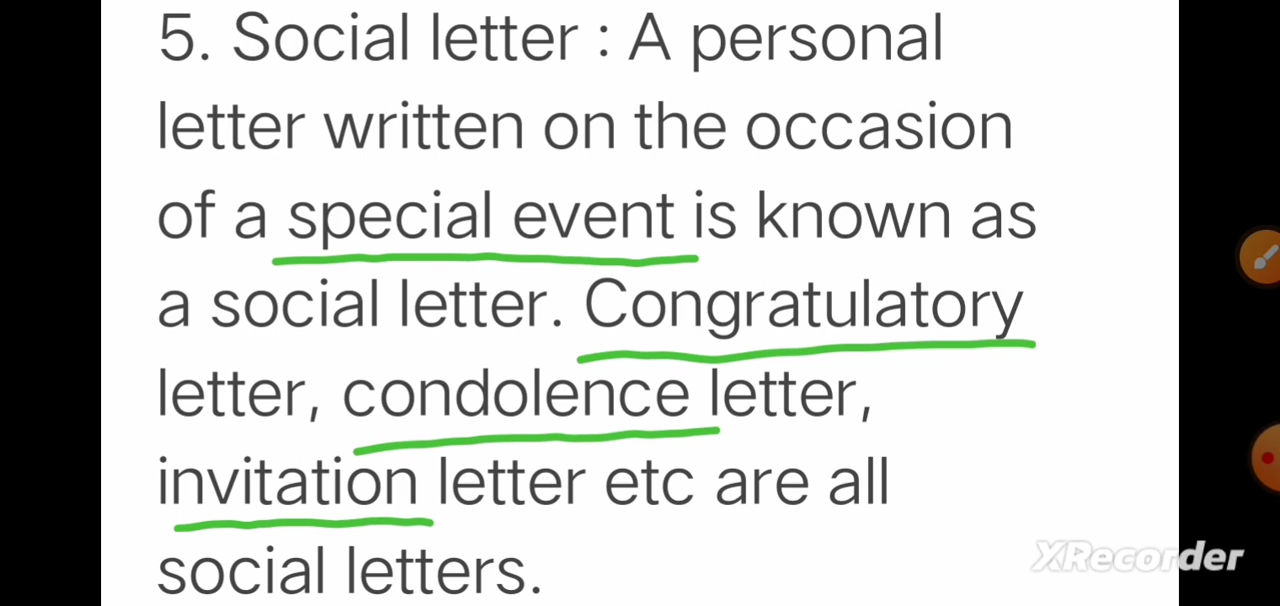 5. Social letter : A personal
letter written on the occasion
of a special event is known as
a social letter. Congratulatory
letter, condolence letter,
invitation letter etc are all
social letters.
XRecorder